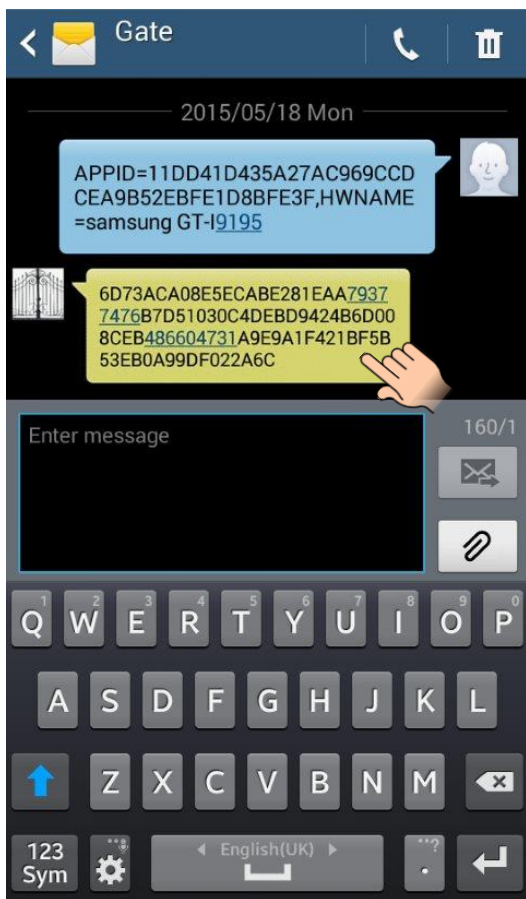 Gate
2015/05/18 Mon
APPID=11DD41D435A27AC969CCD
CEA9B52EBFE1D8BFE3F,HWNAME
=samsung GT-I9195
6D73ACA08E5ECABE281EAA7937
7476B7D51030C4DEBD9424B6D00
8CEB486604731A9E9A1F421BF5B
53EB0A99DF022A6C
Enter message
160/1
1 2 3 4 5 6 7 8 9 0
Q W E R T Y U I O P
A S D F G H J K L
Z X C V B N M
123
Sym
English(UK)
...?
.